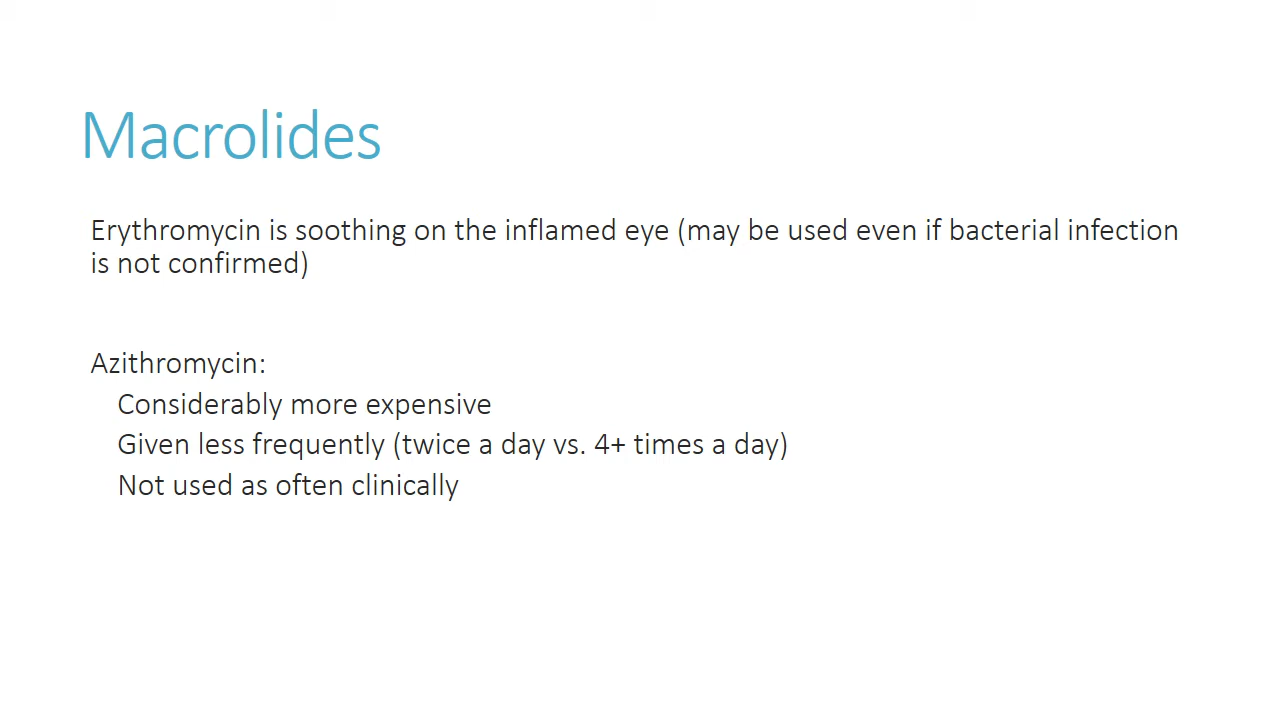 Macrolides
Erythromycin is soothing on the inflamed eye (may be used even if bacterial infection
is not confirmed)
Azithromycin:
Considerably more expensive
Given less frequently (twice a day vs. 4+ times a day)
Not used as often clinically